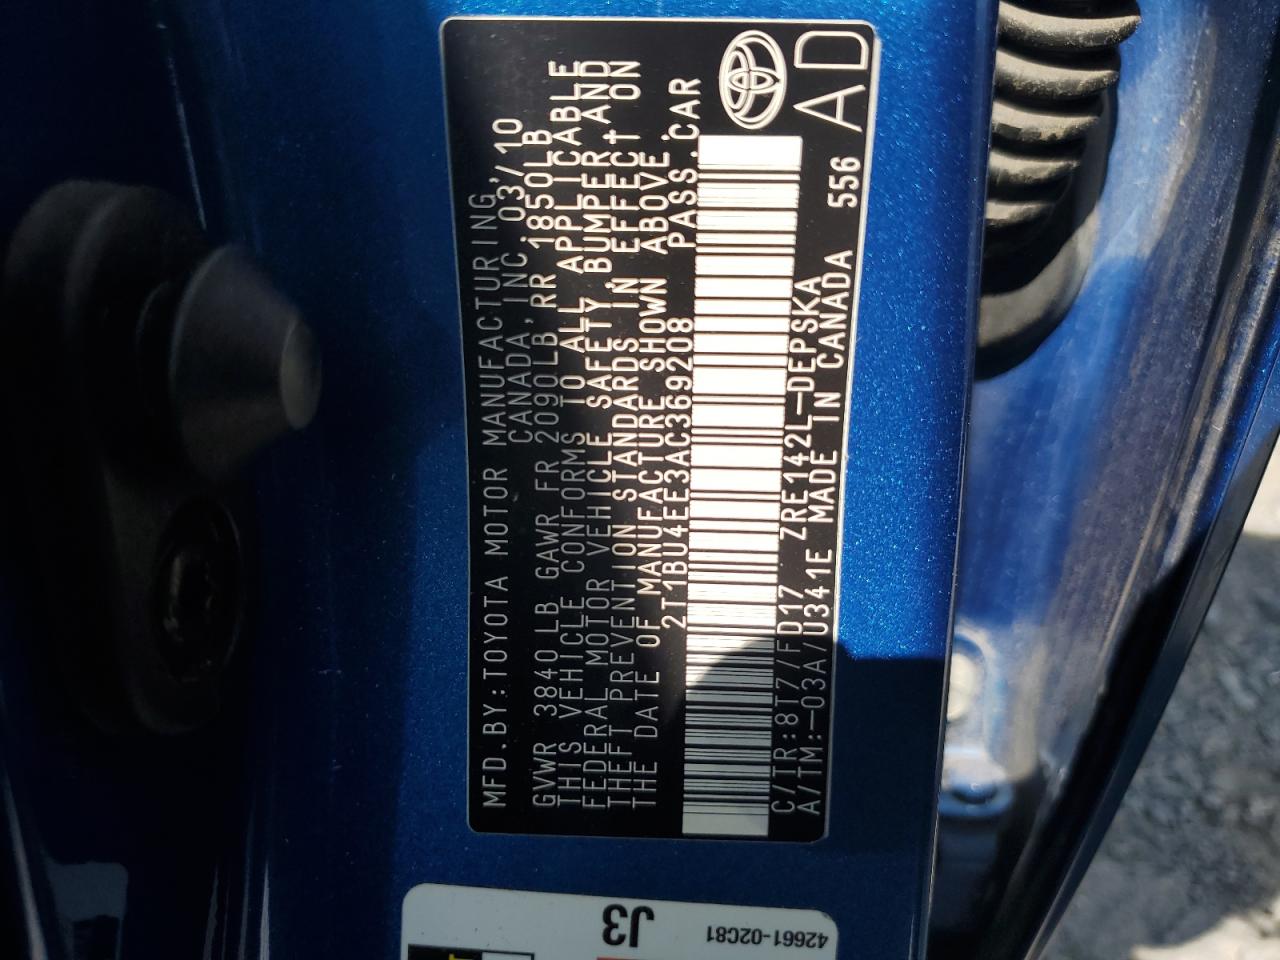 MFD.BY:TOYOTA MOTOR MANUFACTURING
CANADA,INC. 03/10
GVWR 3840LB GAWR FR 2090LB,RR 1850LB
THIS VEHICLE CONFORMS TO ALL APPLICABLE
FEDERAL MOTOR VEHICLE SAFETY,BUMPER,AND
THEFT PREVENTION STANDARDS IN EFFECT ON
THE DATE OF MANUFACTURE SHOWN ABOVE.
2T1BU4EE3AC369208 PASS.CAR
C/TR:8T7/FD17 ZRE142L-DEPSKA
A/TM:-03A/U341E MADE IN CANADA 556
AD
J3
42661-02C81